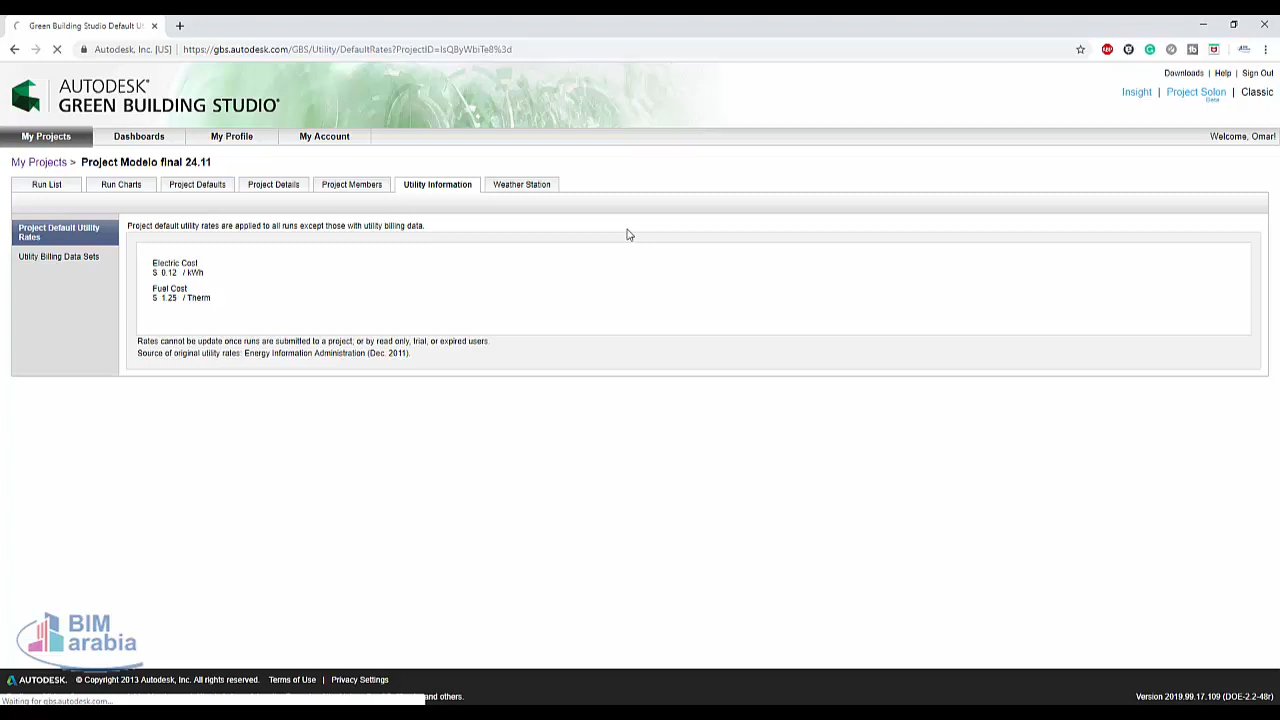 Green Building Studio Default Ut
Autodesk, Inc. [US] | https://gbs.autodesk.com/GBS/Utility/DefaultRates?ProjectID=IsQByWbiTe8%3d
AUTODESK®
GREEN BUILDING STUDIO®
Downloads | Help | Sign Out
Insight | Project Solon | Classic
Beta
My Projects
Dashboards
My Profile
My Account
Welcome, Omar!
My Projects > Project Modelo final 24.11
Run List
Run Charts
Project Defaults
Project Details
Project Members
Utility Information
Weather Station
Project Default Utility
Rates
Utility Billing Data Sets
Project default utility rates are applied to all runs except those with utility billing data.
Electric Cost
$ 0.12 / kWh
Fuel Cost
$ 1.25 / Therm
Rates cannot be update once runs are submitted to a project, or by read only, trial, or expired users.
Source of original utility rates: Energy Information Administration (Dec. 2011).
BIM
arabia
AUTODESK. © Copyright 2013 Autodesk, Inc. All rights reserved. Terms of Use | Privacy Settings
and others.
Version 2019.99.17.109 (DOE-2.2-48r)
Waiting for gbs.autodesk.com...